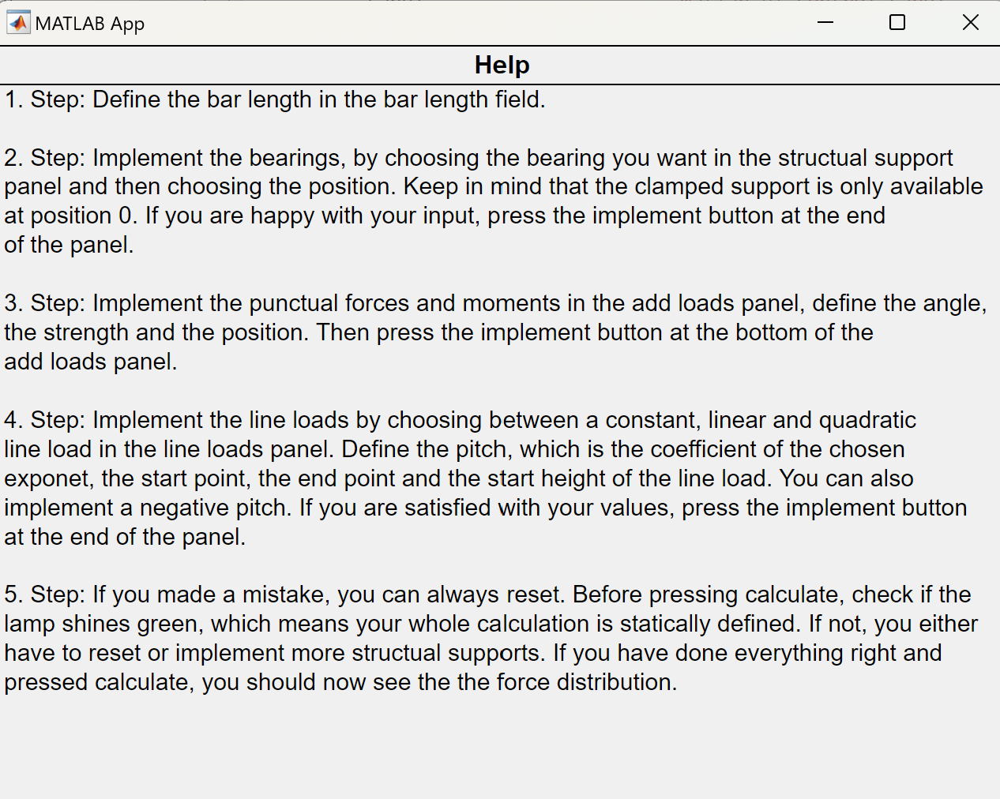 MATLAB App
Help
1. Step: Define the bar length in the bar length field.
2. Step: Implement the bearings, by choosing the bearing you want in the structual support
panel and then choosing the position. Keep in mind that the clamped support is only available
at position 0. If you are happy with your input, press the implement button at the end
of the panel.
3. Step: Implement the punctual forces and moments in the add loads panel, define the angle,
the strength and the position. Then press the implement button at the bottom of the
add loads panel.
4. Step: Implement the line loads by choosing between a constant, linear and quadratic
line load in the line loads panel. Define the pitch, which is the coefficient of the chosen
exponet, the start point, the end point and the start height of the line load. You can also
implement a negative pitch. If you are satisfied with your values, press the implement button
at the end of the panel.
5. Step: If you made a mistake, you can always reset. Before pressing calculate, check if the
lamp shines green, which means your whole calculation is statically defined. If not, you either
have to reset or implement more structual supports. If you have done everything right and
pressed calculate, you should now see the the force distribution.